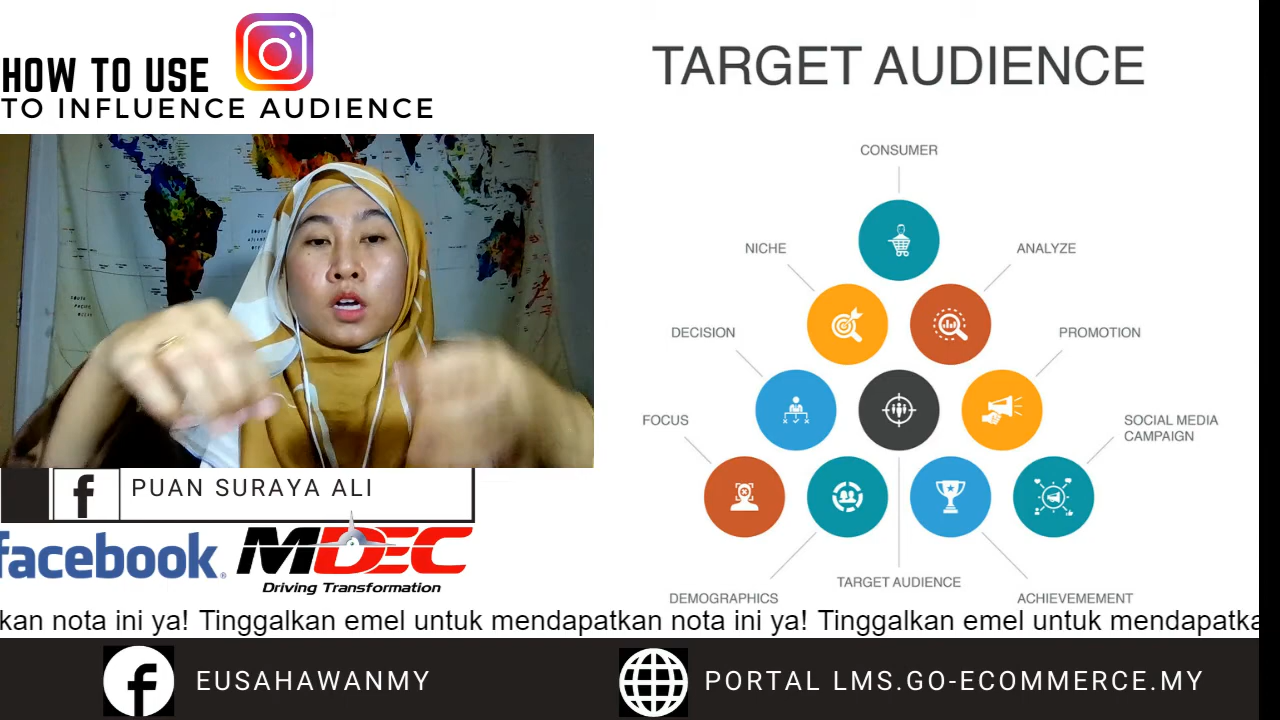 HOW TO USE
TO INFLUENCE AUDIENCE
TARGET AUDIENCE
CONSUMER
NICHE
ANALYZE
DECISION
PROMOTION
FOCUS
SOCIAL MEDIA
CAMPAIGN
TARGET AUDIENCE
DEMOGRAPHICS
ACHIEVEMEMENT
PUAN SURAYA ALI
facebook
MDEC
Driving Transformation
kan nota ini ya! Tinggalkan emel untuk mendapatkan nota ini ya! Tinggalkan emel untuk mendapatka
EUSAHAWANMY
PORTAL LMS.GO-ECOMMERCE.MY